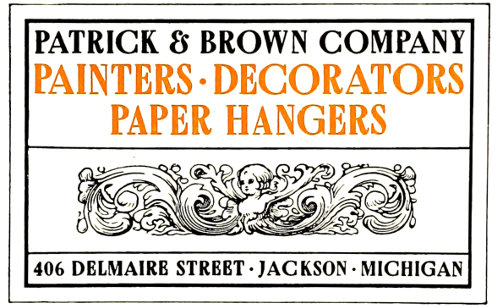 PATRICK & BROWN COMPANY
PAINTERS · DECORATORS
PAPER HANGERS
406 DELMAIRE STREET · JACKSON · MICHIGAN